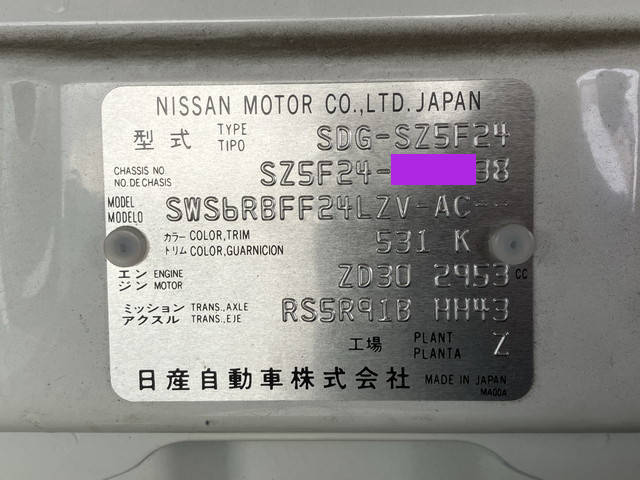 NISSAN MOTOR CO.,LTD. JAPAN
型式 TYPE TIPO SDG-SZ5F24
CHASSIS NO. NO. DE CHASIS SZ5F24- 38
MODEL MODELO SWS6RBFF24LZV-AC--
カラー COLOR, TRIM トリム COLOR, GUARNICION 531 K
エンジン ENGINE MOTOR ZD30 2953 CC
ミッション TRANS., AXLE アクスル TRANS., EJE RS5R91B HH43
工場 PLANT PLANTA Z
日産自動車株式会社 MADE IN JAPAN
MA00A